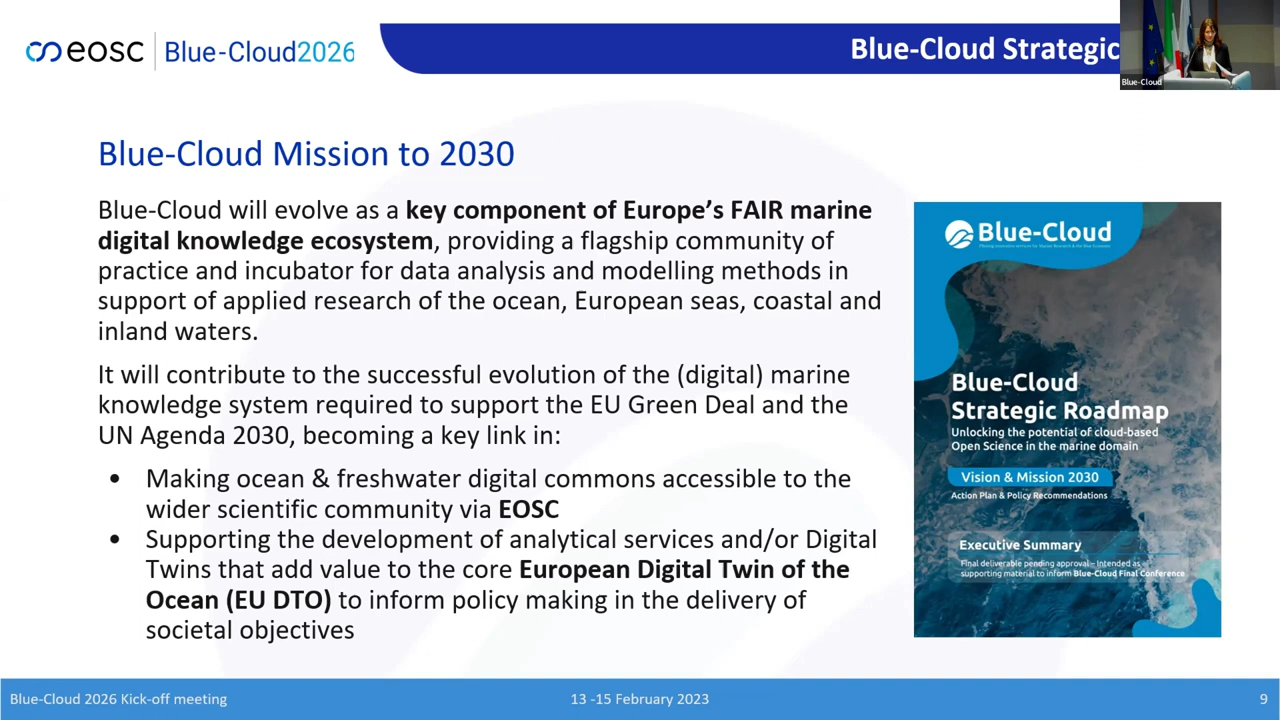 eosc
Blue-Cloud2026
Blue-Cloud Strategic
Blue-Cloud
Blue-Cloud Mission to 2030
Blue-Cloud will evolve as a key component of Europe's FAIR marine
digital knowledge ecosystem, providing a flagship community of
practice and incubator for data analysis and modelling methods in
support of applied research of the ocean, European seas, coastal and
inland waters.
It will contribute to the successful evolution of the (digital) marine
knowledge system required to support the EU Green Deal and the
UN Agenda 2030, becoming a key link in:
• Making ocean & freshwater digital commons accessible to the
wider scientific community via EOSC
• Supporting the development of analytical services and/or Digital
Twins that add value to the core European Digital Twin of the
Ocean (EU DTO) to inform policy making in the delivery of
societal objectives
Blue-Cloud
Blue-Cloud
Strategic Roadmap
Unlocking the potential of cloud-based
Open Science in the marine domain
Vision & Mission 2030
Action Plan & Policy Recommendations
Executive Summary
Final deliverable pending approval – Intended as
supporting material to inform Blue-Cloud Final Conference
Blue-Cloud 2026 Kick-off meeting
13 -15 February 2023
9